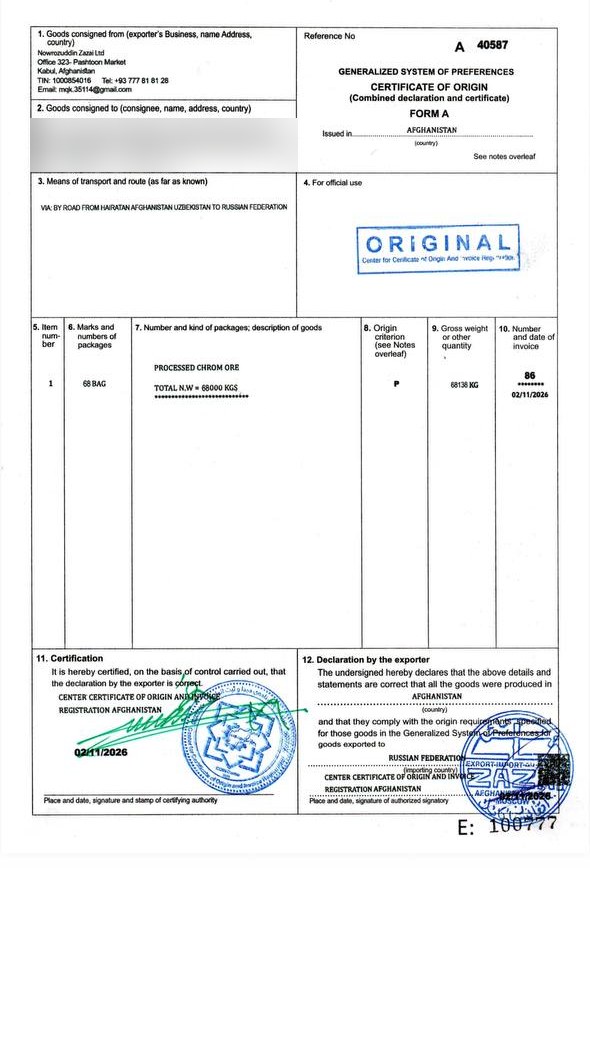 1. Goods consigned from (exporter's Business, name Address, country)
Nowrozuddin Zazai Ltd
Office 323- Pashtoon Market
Kabul, Afghanistan
TIN: 1000854016 Tel: +93 777 81 81 28
Email: mqk.35114@gmail.com
2. Goods consigned to (consignee, name, address, country)
Reference No
A 40587
GENERALIZED SYSTEM OF PREFERENCES
CERTIFICATE OF ORIGIN
(Combined declaration and certificate)
FORM A
Issued in AFGHANISTAN
(country)
See notes overleaf
3. Means of transport and route (as far as known)
VIA: BY ROAD FROM HAIRATAN AFGHANISTAN UZBEKISTAN TO RUSSIAN FEDERATION
4. For official use
ORIGINAL
Center for Cerificate of Origin And
5. Item num-ber
6. Marks and numbers of packages
7. Number and kind of packages; description of goods
8. Origin criterion (see Notes overleaf)
9. Gross weight or other quantity
10. Number and date of invoice
1
68 BAG
PROCESSED CHROM ORE
TOTAL N.W = 68000 KGS
**************************
P
68138 KG
86
********
02/11/2026
11. Certification
It is hereby certified, on the basis of control carried out, that
the declaration by the exporter is correct.
CENTER CERTIFICATE OF ORIGIN AND INVOICE
REGISTRATION AFGHANISTAN
02/11/2026
Place and date, signature and stamp of certifying authority
12. Declaration by the exporter
The undersigned hereby declares that the above details and
statements are correct that all the goods were produced in
AFGHANISTAN
(country)
and that they comply with the origin requirements specified
for those goods in the Generalized System of Preferences for
goods exported to
RUSSIAN FEDERATION
(importing country)
CENTER CERTIFICATE OF ORIGIN AND INVOICE
REGISTRATION AFGHANISTAN
02/11/2026
Place and date, signature of authorized signatory
EXPORT-IMPORT
ZAZ
MOSCOW
E: 100777